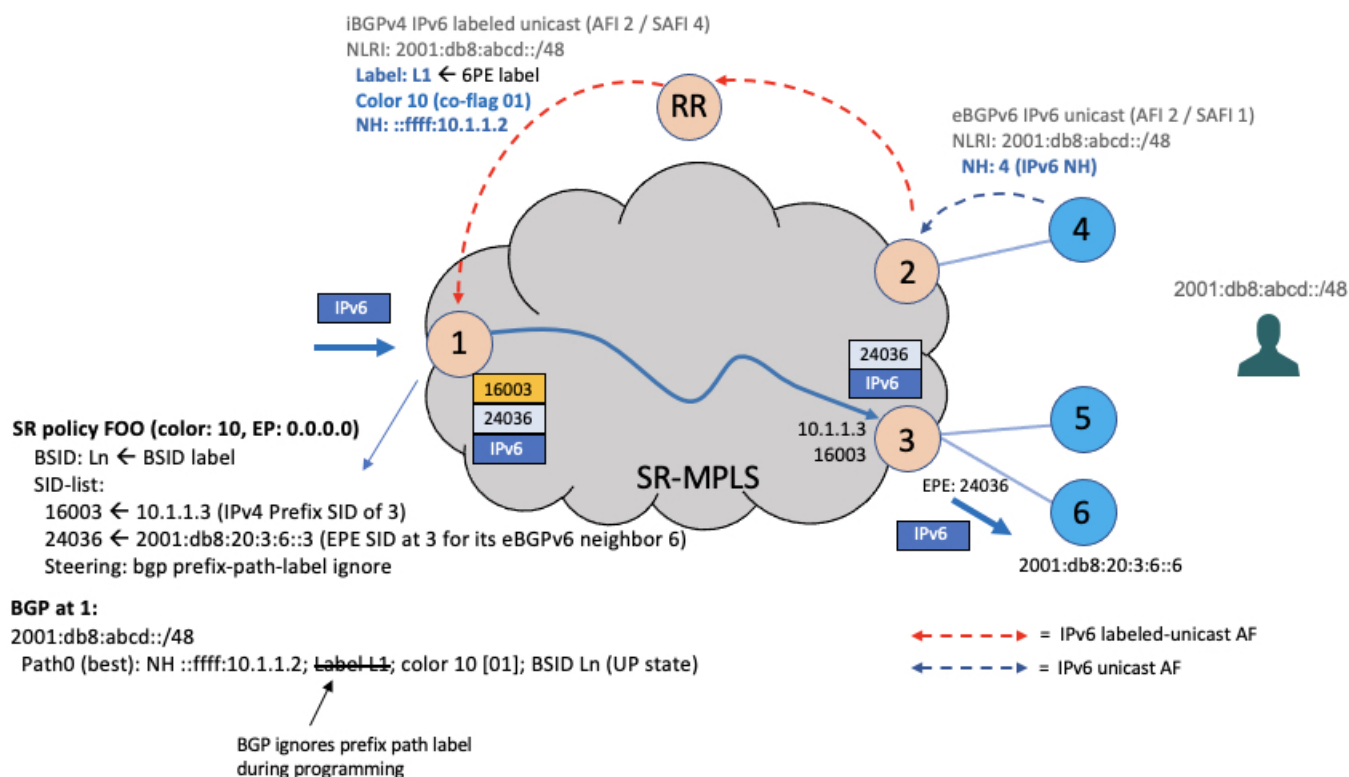 iBGPv4 IPv6 labeled unicast (AFI 2 / SAFI 4)
NLRI: 2001:db8:abcd::/48
Label: L1 ← 6PE label
Color 10 (co-flag 01)
NH: ::ffff:10.1.1.2
RR
eBGPv6 IPv6 unicast (AFI 2 / SAFI 1)
NLRI: 2001:db8:abcd::/48
NH: 4 (IPv6 NH)
4
2
2001:db8:abcd::/48
IPv6
1
16003
24036
IPv6
24036
IPv6
10.1.1.3
16003
3
5
SR-MPLS
EPE: 24036
6
IPv6
2001:db8:20:3:6::6
SR policy FOO (color: 10, EP: 0.0.0.0)
BSID: Ln ← BSID label
SID-list:
16003 ← 10.1.1.3 (IPv4 Prefix SID of 3)
24036 ← 2001:db8:20:3:6::3 (EPE SID at 3 for its eBGPv6 neighbor 6)
Steering: bgp prefix-path-label ignore
BGP at 1:
2001:db8:abcd::/48
Path0 (best): NH ::ffff:10.1.1.2; Label L1; color 10 [01]; BSID Ln (UP state)
BGP ignores prefix path label
during programming
= IPv6 labeled-unicast AF
= IPv6 unicast AF